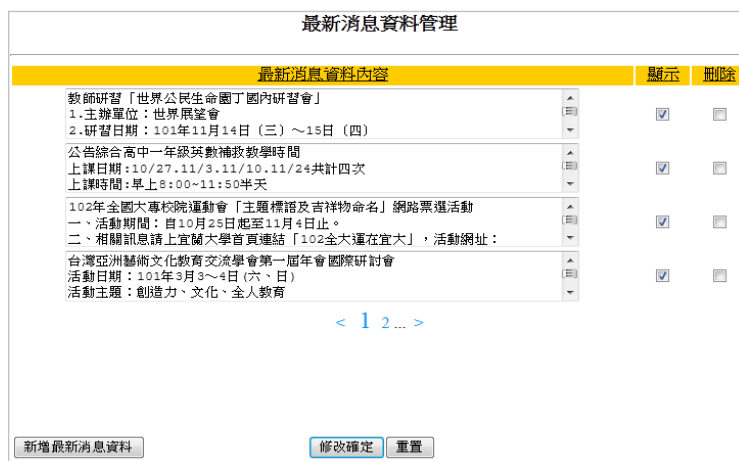 最新消息資料管理
最新消息資料內容 顯示 刪除
教師研習「世界公民生命園丁國內研習會」
1.主辦單位：世界展望會
2.研習日期：101年11月14日（三）～15日（四）
公告綜合高中一年級英數補救教學時間
上課日期:10/27.11/3.11/10.11/24共計四次
上課時間:早上8:00~11:50半天
102年全國大專校院運動會「主題標語及吉祥物命名」網路票選活動
一、活動期間：自10月25日起至11月4日止。
二、相關訊息請上宜蘭大學首頁連結「102全大運在宜大」，活動網址：
台灣亞洲藝術文化教育交流學會第一屆年會國際研討會
活動日期：101年3月3～4日(六、日)
活動主題：創造力、文化、全人教育
< 1 2 ... >
新增最新消息資料 修改確定 重置